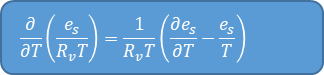 ∂/∂T (e_s / R_v T) = 1/(R_v T) (∂e_s/∂T − e_s/T)